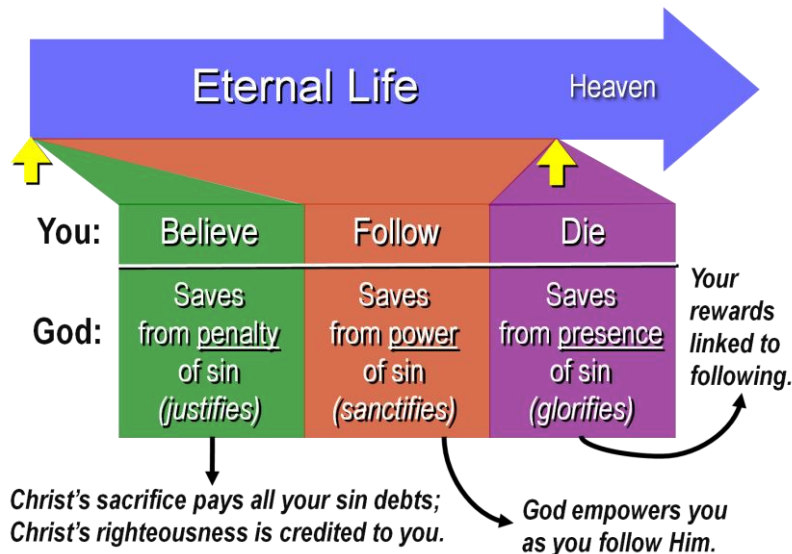 Eternal Life
Heaven
You:
Believe
Follow
Die
God:
Saves
from penalty
of sin
(justifies)
Saves
from power
of sin
(sanctifies)
Saves
from presence
of sin
(glorifies)
Your
rewards
linked to
following.
Christ's sacrifice pays all your sin debts;
Christ's righteousness is credited to you.
God empowers you
as you follow Him.